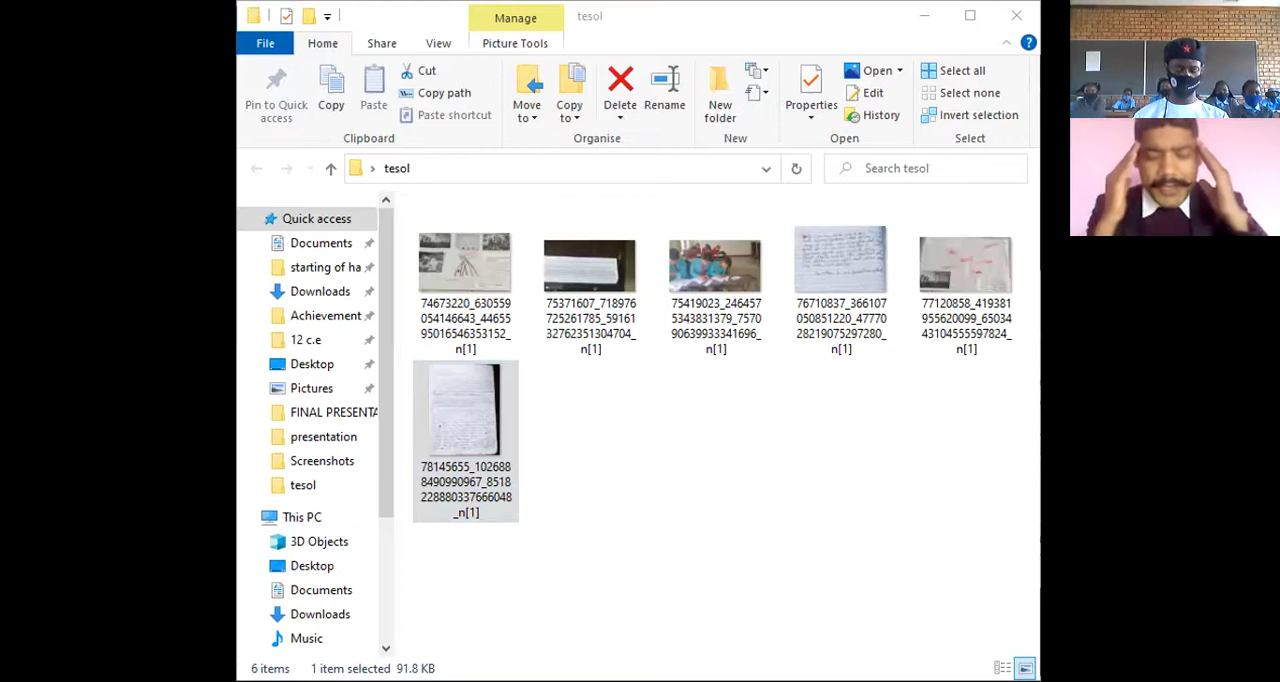 Manage
tesol
File
Home
Share
View
Picture Tools
Pin to Quick
access
Copy
Paste
Cut
Copy path
Paste shortcut
Move
to
Copy
to
Delete
Rename
New
folder
Properties
Open
Edit
History
Select all
Select none
Invert selection
Clipboard
Organise
New
Open
Select
tesol
Search tesol
Quick access
Documents
starting of ha
Downloads
Achievement
12 c.e
Desktop
Pictures
FINAL PRESENTA
presentation
Screenshots
tesol
This PC
3D Objects
Desktop
Documents
Downloads
Music
74673220_630559
054146643_44655
95016546353152_
n[1]
75371607_718976
725261785_59161
32762351304704_
n[1]
75419023_246457
5343831379_7570
90639933341696_
n[1]
76710837_366107
050851220_47770
28219075297280_
n[1]
77120858_419381
955620099_65034
43104555597824_
n[1]
78145655_102688
8490990967_8518
228880337666048
_n[1]
6 items
1 item selected 91.8 KB